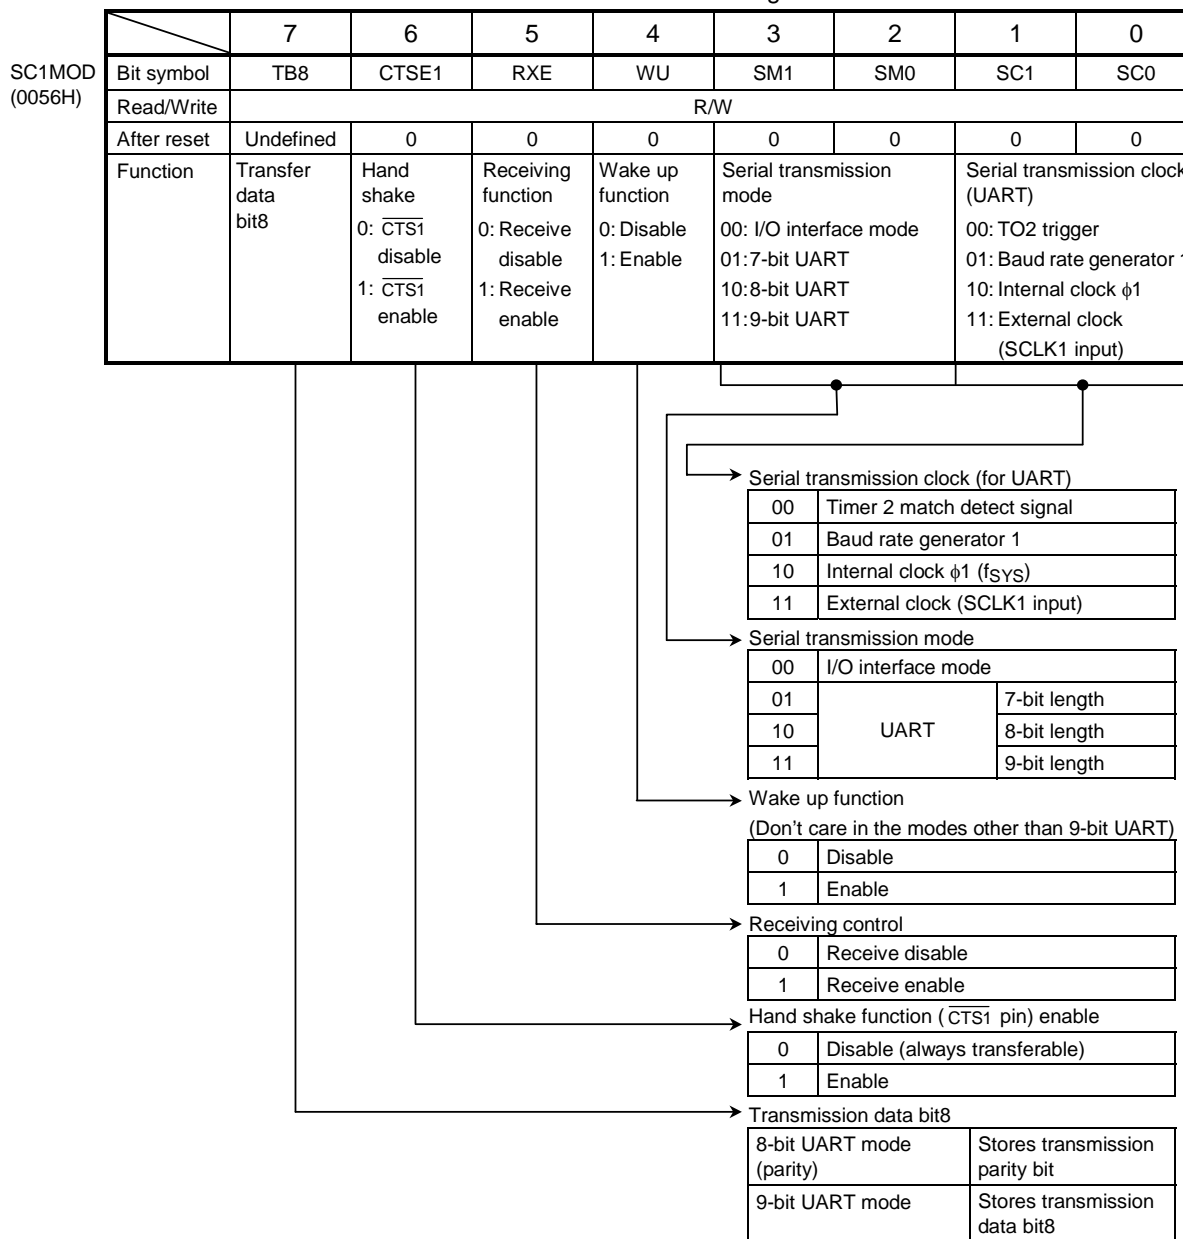 7 6 5 4 3 2 1 0
SC1MOD
(0056H)
Bit symbol TB8 CTSE1 RXE WU SM1 SM0 SC1 SC0
Read/Write R/W
After reset Undefined 0 0 0 0 0 0 0
Function
Transfer
data
bit8
Hand
shake
0: CTS1
disable
1: CTS1
enable
Receiving
function
0: Receive
disable
1: Receive
enable
Wake up
function
0: Disable
1: Enable
Serial transmission
mode
00: I/O interface mode
01:7-bit UART
10:8-bit UART
11:9-bit UART
Serial transmission clock
(UART)
00: TO2 trigger
01: Baud rate generator 1
10: Internal clock ϕ1
11: External clock
(SCLK1 input)
Serial transmission clock (for UART)
00 Timer 2 match detect signal
01 Baud rate generator 1
10 Internal clock ϕ1 (fSYS)
11 External clock (SCLK1 input)
Serial transmission mode
00 I/O interface mode
01 7-bit length
10 UART 8-bit length
11 9-bit length
Wake up function
(Don't care in the modes other than 9-bit UART)
0 Disable
1 Enable
Receiving control
0 Receive disable
1 Receive enable
Hand shake function ( CTS1 pin) enable
0 Disable (always transferable)
1 Enable
Transmission data bit8
8-bit UART mode
(parity)
Stores transmission
parity bit
9-bit UART mode
Stores transmission
data bit8